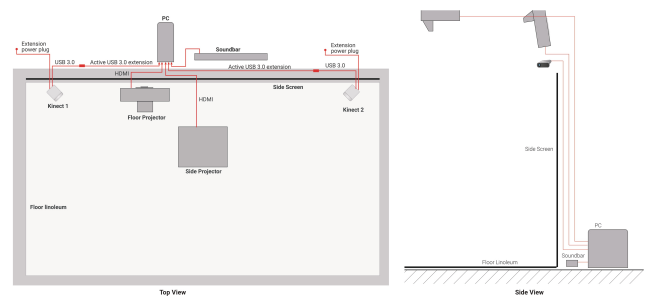 PC
Extension
power plug
Soundbar
Extension
power plug
USB 3.0
Active USB 3.0 extension
Active USB 3.0 extension
USB 3.0
HDMI
Side Screen
Kinect 1
HDMI
Kinect 2
Floor Projector
Side Projector
Floor linoleum
Top View
Side Screen
PC
Soundbar
Floor Linoleum
Side View